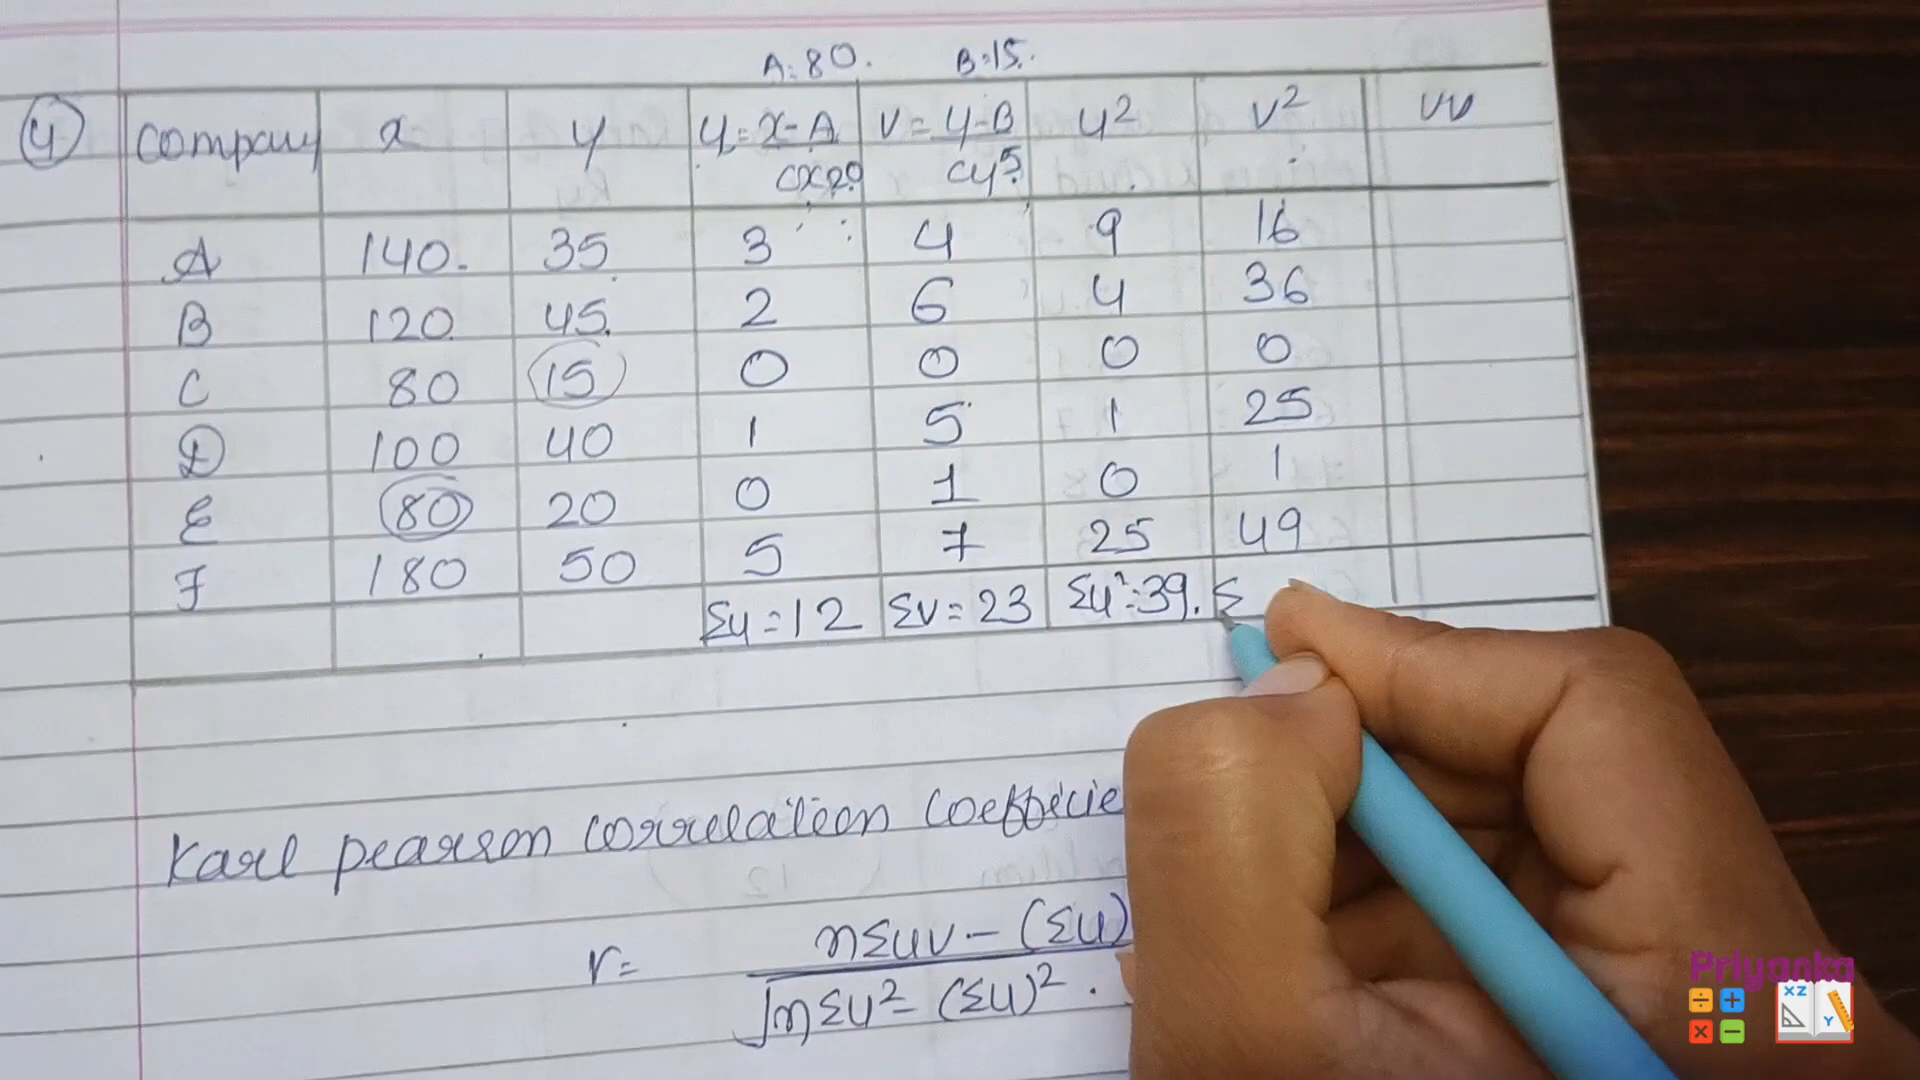 A=80. B=15.
4 company x y u=x-A v=y-B u² v² uv
Cx20 Cy5
A 140. 35 3 4 9 16
B 120 45 2 6 4 36
C 80 15 0 0 0 0
D 100 40 1 5 1 25
E 80 20 0 1 0 1
F 180 50 5 7 25 49
Σu=12 Σv=23 Σu²=39. Σ
Karl pearson correlation coefficie
r= nΣuv-(Σu)
√nΣu²-(Σu)².
Priyanka
XZ
Y